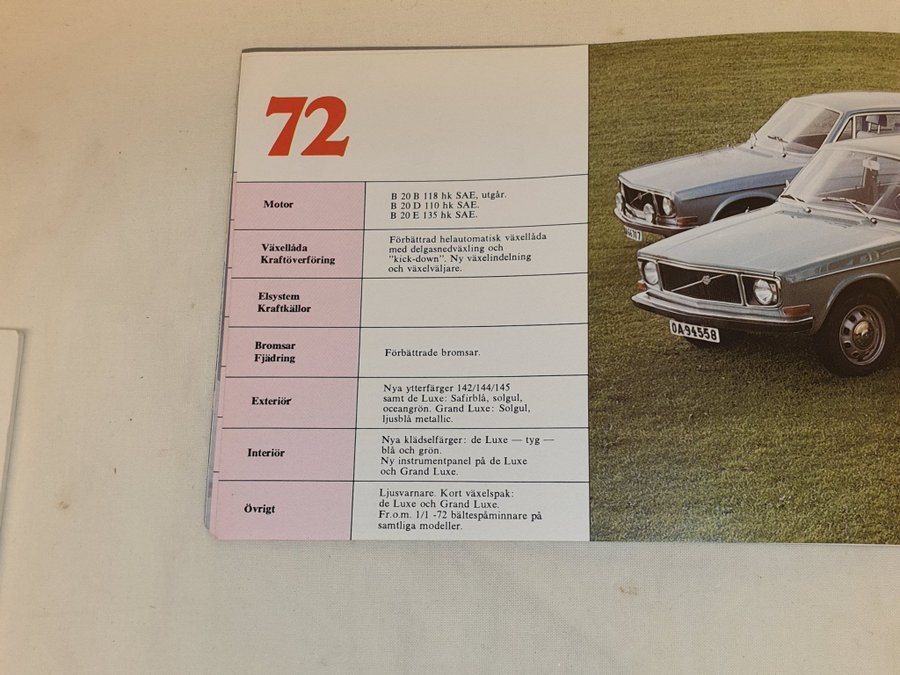 72
Motor
B 20 B 118 hk SAE, utgår.
B 20 D 110 hk SAE.
B 20 E 135 hk SAE.
Växellåda
Kraftöverföring
Förbättrad helautomatisk växellåda
med delgasnedväxling och
"kick-down". Ny växelindelning
och växelväljare.
Elsystem
Kraftkällor
Bromsar
Fjädring
Förbättrade bromsar.
Exteriör
Nya ytterfärger 142/144/145
samt de Luxe: Safirblå, solgul,
oceangrön. Grand Luxe: Solgul,
ljusblå metallic.
Interiör
Nya klädselfärger: de Luxe — tyg —
blå och grön.
Ny instrumentpanel på de Luxe
och Grand Luxe.
Övrigt
Ljusvarnare. Kort växelspak:
de Luxe och Grand Luxe.
Fr.o.m. 1/1 -72 bältespåminnare på
samtliga modeller.
OA·94558